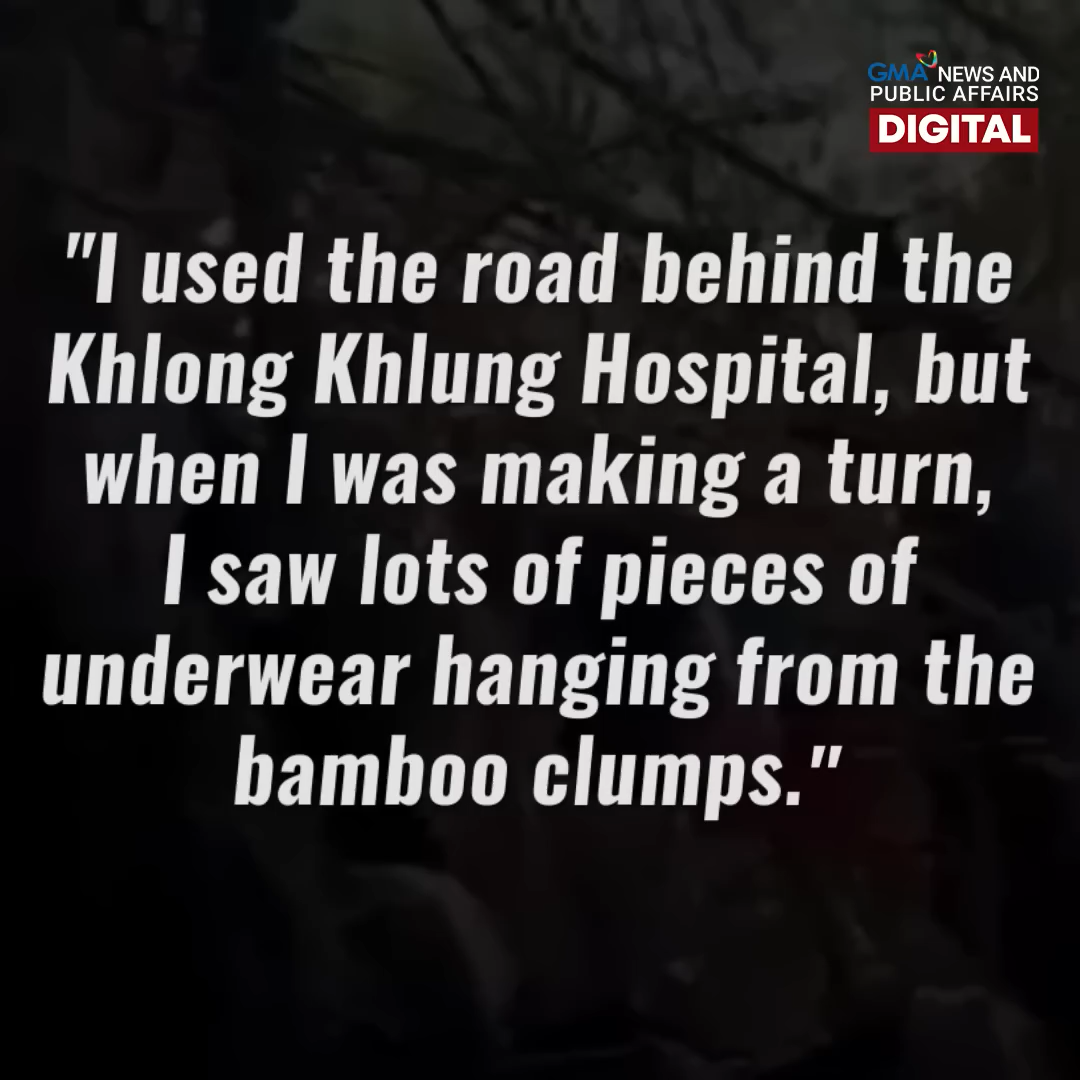 GMA NEWS AND
PUBLIC AFFAIRS
DIGITAL
"I used the road behind the
Khlong Khlung Hospital, but
when I was making a turn,
I saw lots of pieces of
underwear hanging from the
bamboo clumps."